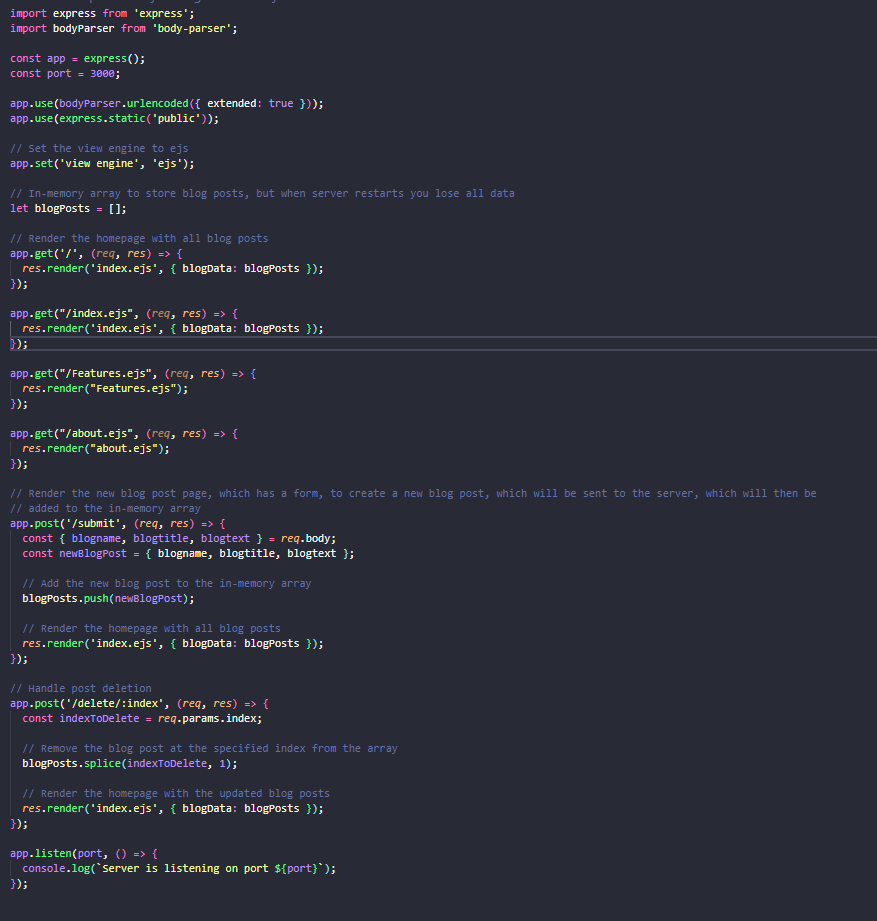 import express from 'express';
import bodyParser from 'body-parser';
const app = express();
const port = 3000;
app.use(bodyParser.urlencoded({ extended: true }));
app.use(express.static('public'));
// Set the view engine to ejs
app.set('view engine', 'ejs');
// In-memory array to store blog posts, but when server restarts you lose all data
let blogPosts = [];
// Render the homepage with all blog posts
app.get('/', (req, res) => {
  res.render('index.ejs', { blogData: blogPosts });
});
app.get("/index.ejs", (req, res) => {
  res.render('index.ejs', { blogData: blogPosts });
});
app.get("/Features.ejs", (req, res) => {
  res.render("Features.ejs");
});
app.get("/about.ejs", (req, res) => {
  res.render("about.ejs");
});
// Render the new blog post page, which has a form, to create a new blog post, which will be sent to the server, which will then be
// added to the in-memory array
app.post('/submit', (req, res) => {
  const { blogname, blogtitle, blogtext } = req.body;
  const newBlogPost = { blogname, blogtitle, blogtext };
  // Add the new blog post to the in-memory array
  blogPosts.push(newBlogPost);
  // Render the homepage with all blog posts
  res.render('index.ejs', { blogData: blogPosts });
});
// Handle post deletion
app.post('/delete/:index', (req, res) => {
  const indexToDelete = req.params.index;
  // Remove the blog post at the specified index from the array
  blogPosts.splice(indexToDelete, 1);
  // Render the homepage with the updated blog posts
  res.render('index.ejs', { blogData: blogPosts });
});
app.listen(port, () => {
  console.log(`Server is listening on port ${port}`);
});